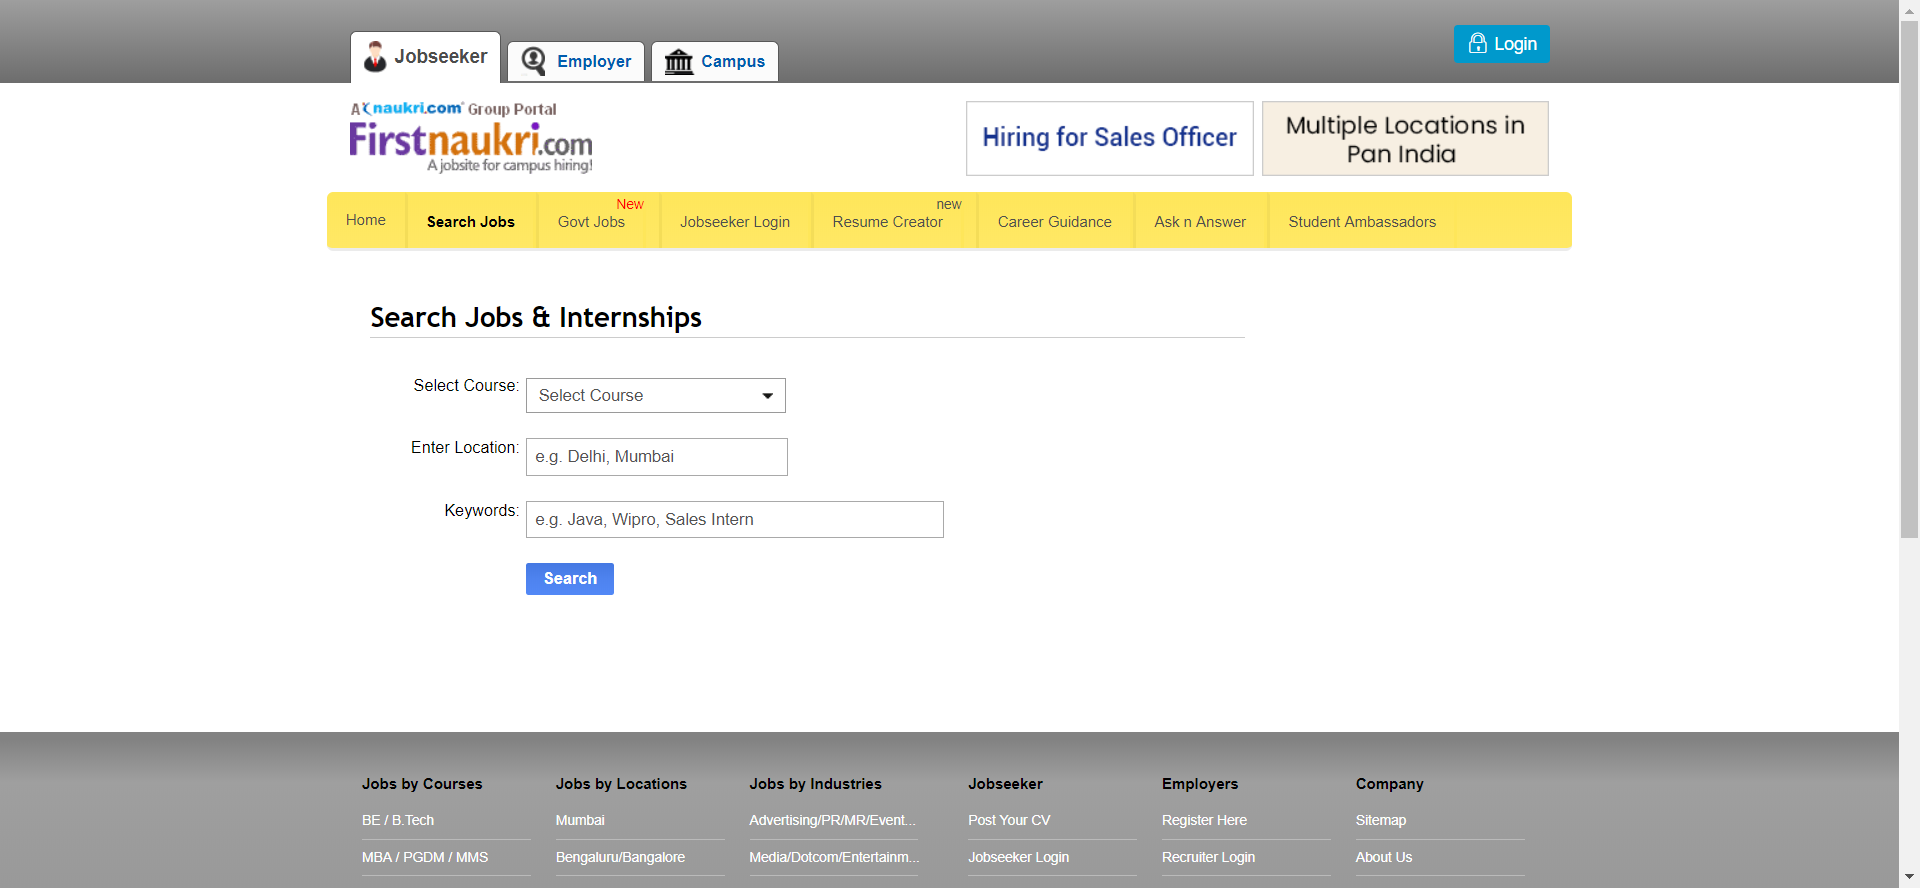 Jobseeker
Employer
Campus
Login
A naukri.com Group Portal
Firstnaukri.com
A jobsite for campus hiring!
Hiring for Sales Officer
Multiple Locations in
Pan India
Home
Search Jobs
New
Govt Jobs
Jobseeker Login
new
Resume Creator
Career Guidance
Ask n Answer
Student Ambassadors
Search Jobs & Internships
Select Course:
Select Course
Enter Location:
e.g. Delhi, Mumbai
Keywords:
e.g. Java, Wipro, Sales Intern
Search
Jobs by Courses
BE / B.Tech
MBA / PGDM / MMS
Jobs by Locations
Mumbai
Bengaluru/Bangalore
Jobs by Industries
Advertising/PR/MR/Event...
Media/Dotcom/Entertainm...
Jobseeker
Post Your CV
Jobseeker Login
Employers
Register Here
Recruiter Login
Company
Sitemap
About Us